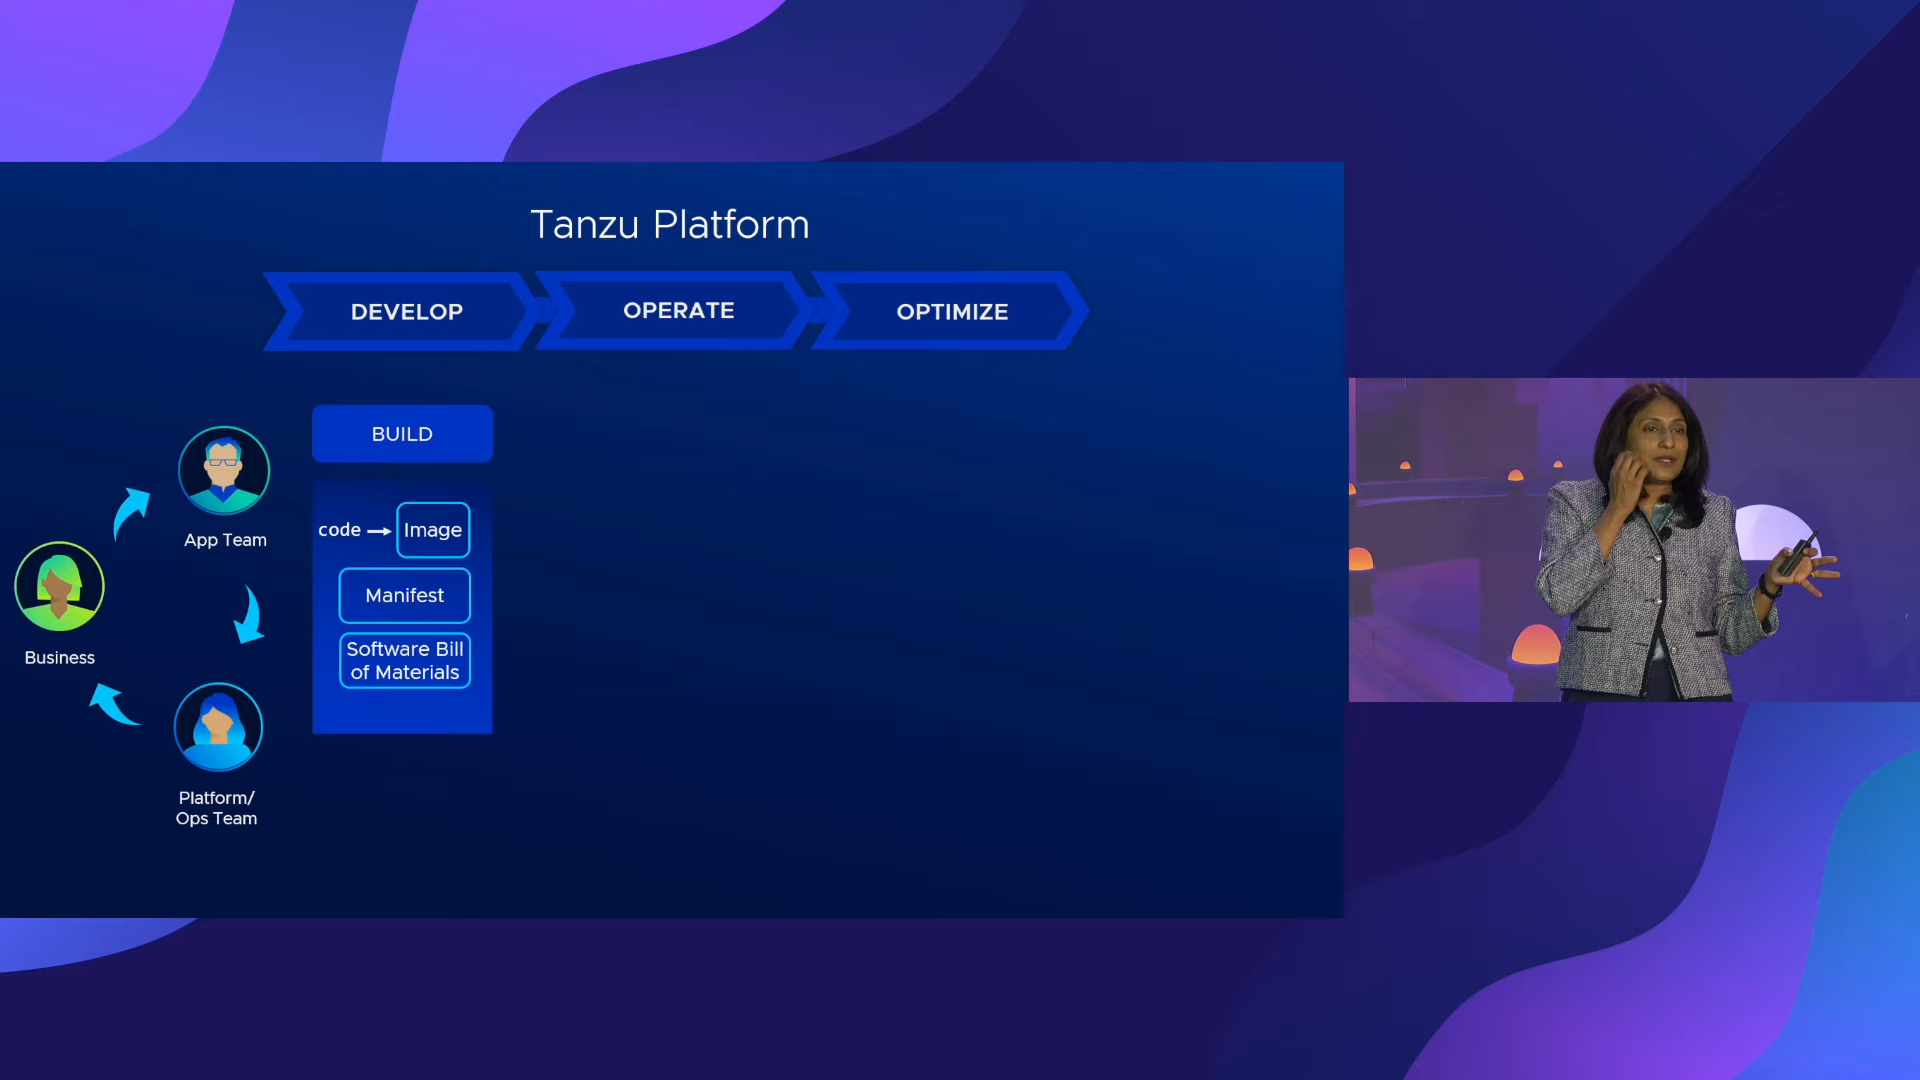 Tanzu Platform
DEVELOP
OPERATE
OPTIMIZE
BUILD
code
Image
Manifest
Software Bill
of Materials
App Team
Business
Platform/
Ops Team